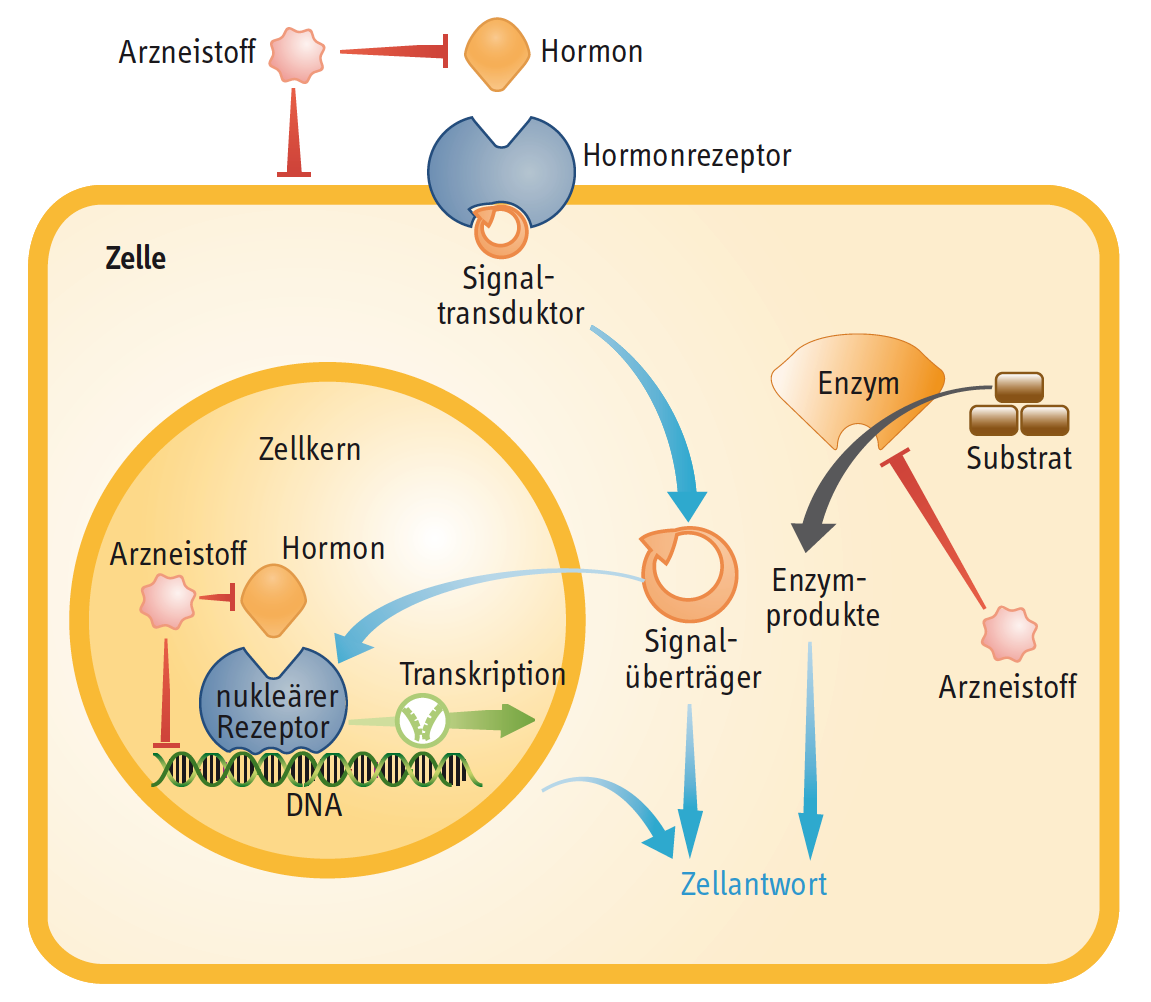 Arzneistoff
Hormon
Hormonrezeptor
Zelle
Signal-
transduktor
Enzym
Substrat
Zellkern
Arzneistoff
Hormon
Enzym-
produkte
Signal-
überträger
Arzneistoff
nukleärer
Rezeptor
Transkription
DNA
Zellantwort